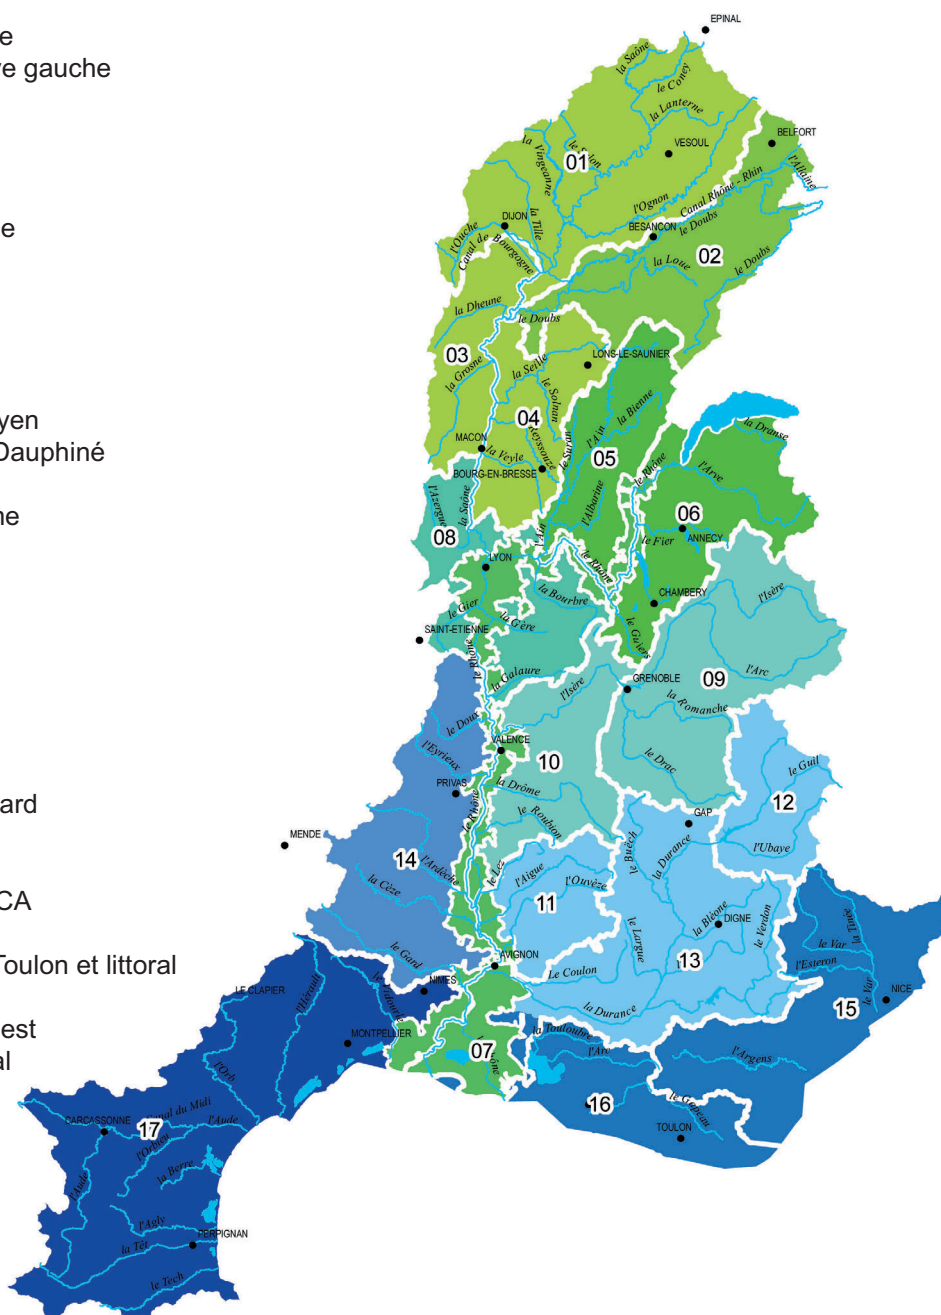 e
ve gauche
e
yen
Dauphiné
ne
ard
CA
Toulon et littoral
est
al
EPINAL
la Saône
le Coney
la Lanterne
BELFORT
VESOUL
le Salon
01
la Vingeanne
l'Allaine
Canal Rhône - Rhin
l'Ognon
la Tille
DIJON
l'Ouche
Canal de Bourgogne
BESANCON
le Doubs
02
la Loue
le Doubs
la Dheune
le Doubs
03
la Grosne
la Seille
LONS-LE-SAUNIER
le Solnan
la Bienne
04
l'Ain
le Suran
Reyssouze
la Dranse
MACON
la Veyle
05
BOURG-EN-BRESSE
le Rhône
l'Arve
l'Azergue
la Saône
l'Albarine
06
08
l'Ain
le Fier
ANNECY
LYON
le Rhône
la Bourbre
CHAMBERY
l'Isère
le Gier
la Gère
le Guiers
SAINT-ETIENNE
le Rhône
l'Arc
la Galaure
l'Isère
GRENOBLE
09
la Romanche
le Doux
l'Eyrieux
VALENCE
10
le Drac
le Guil
PRIVAS
la Drôme
12
le Rhône
le Roubion
GAP
MENDE
le Buëch
la Durance
l'Ubaye
14
l'Ardèche
le Lez
l'Aigue
l'Ouvèze
la Cèze
11
la Bléone
DIGNE
le Verdon
la Tinée
le Var
le Largue
le Gard
AVIGNON
Le Coulon
13
l'Esteron
NIMES
le Vidourle
LE CLAPIER
l'Hérault
la Durance
le Var
NICE
15
la Touloubre
MONTPELLIER
07
l'Arc
l'Argens
l'Orb
16
le Gapeau
CARCASSONNE
Canal du Midi
l'Aude
17
l'Orbieu
TOULON
l'Aude
la Berre
l'Agly
PERPIGNAN
la Têt
le Tech